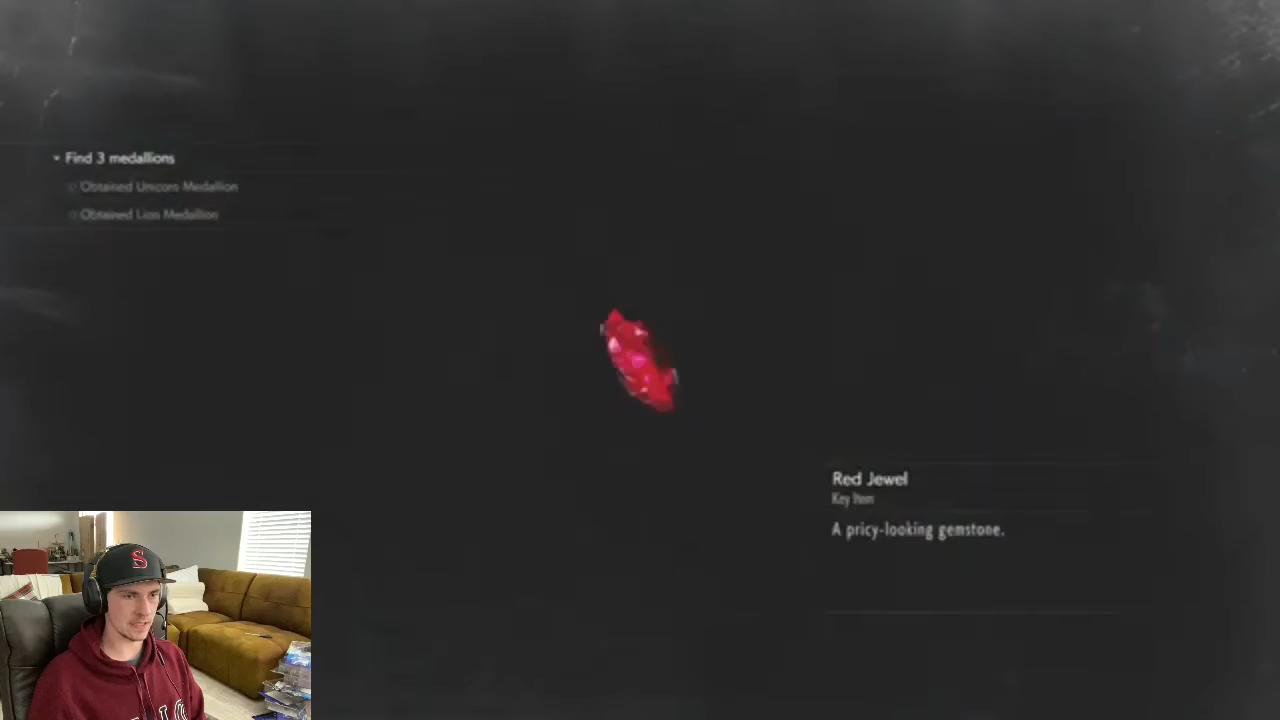 Find 3 medallions
Obtained Unicorn Medallion
Obtained Lion Medallion
Red Jewel
Key Item
A pricy-looking gemstone.
S